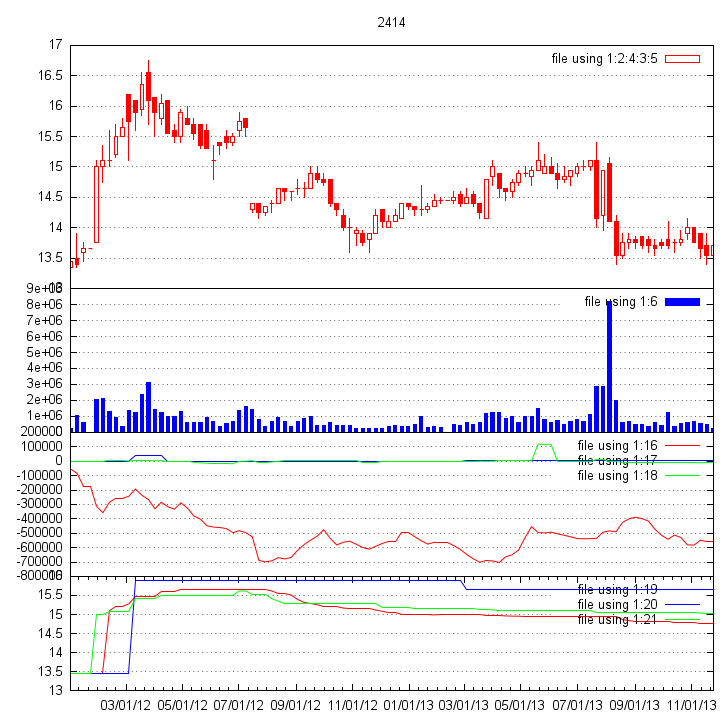 2414
17
file using 1:2:4:3:5
16.5
16
15.5
15
14.5
14
13.5
13
9e+06
file using 1:6
8e+06
7e+06
6e+06
5e+06
4e+06
3e+06
2e+06
1e+06
200000
100000
file using 1:16
0
file using 1:17
-100000
file using 1:18
-200000
-300000
-400000
-500000
-600000
-700000
-800000
16
file using 1:19
15.5
file using 1:20
15
file using 1:21
14.5
14
13.5
13
03/01/12 05/01/12 07/01/12 09/01/12 11/01/12 01/01/13 03/01/13 05/01/13 07/01/13 09/01/13 11/01/13